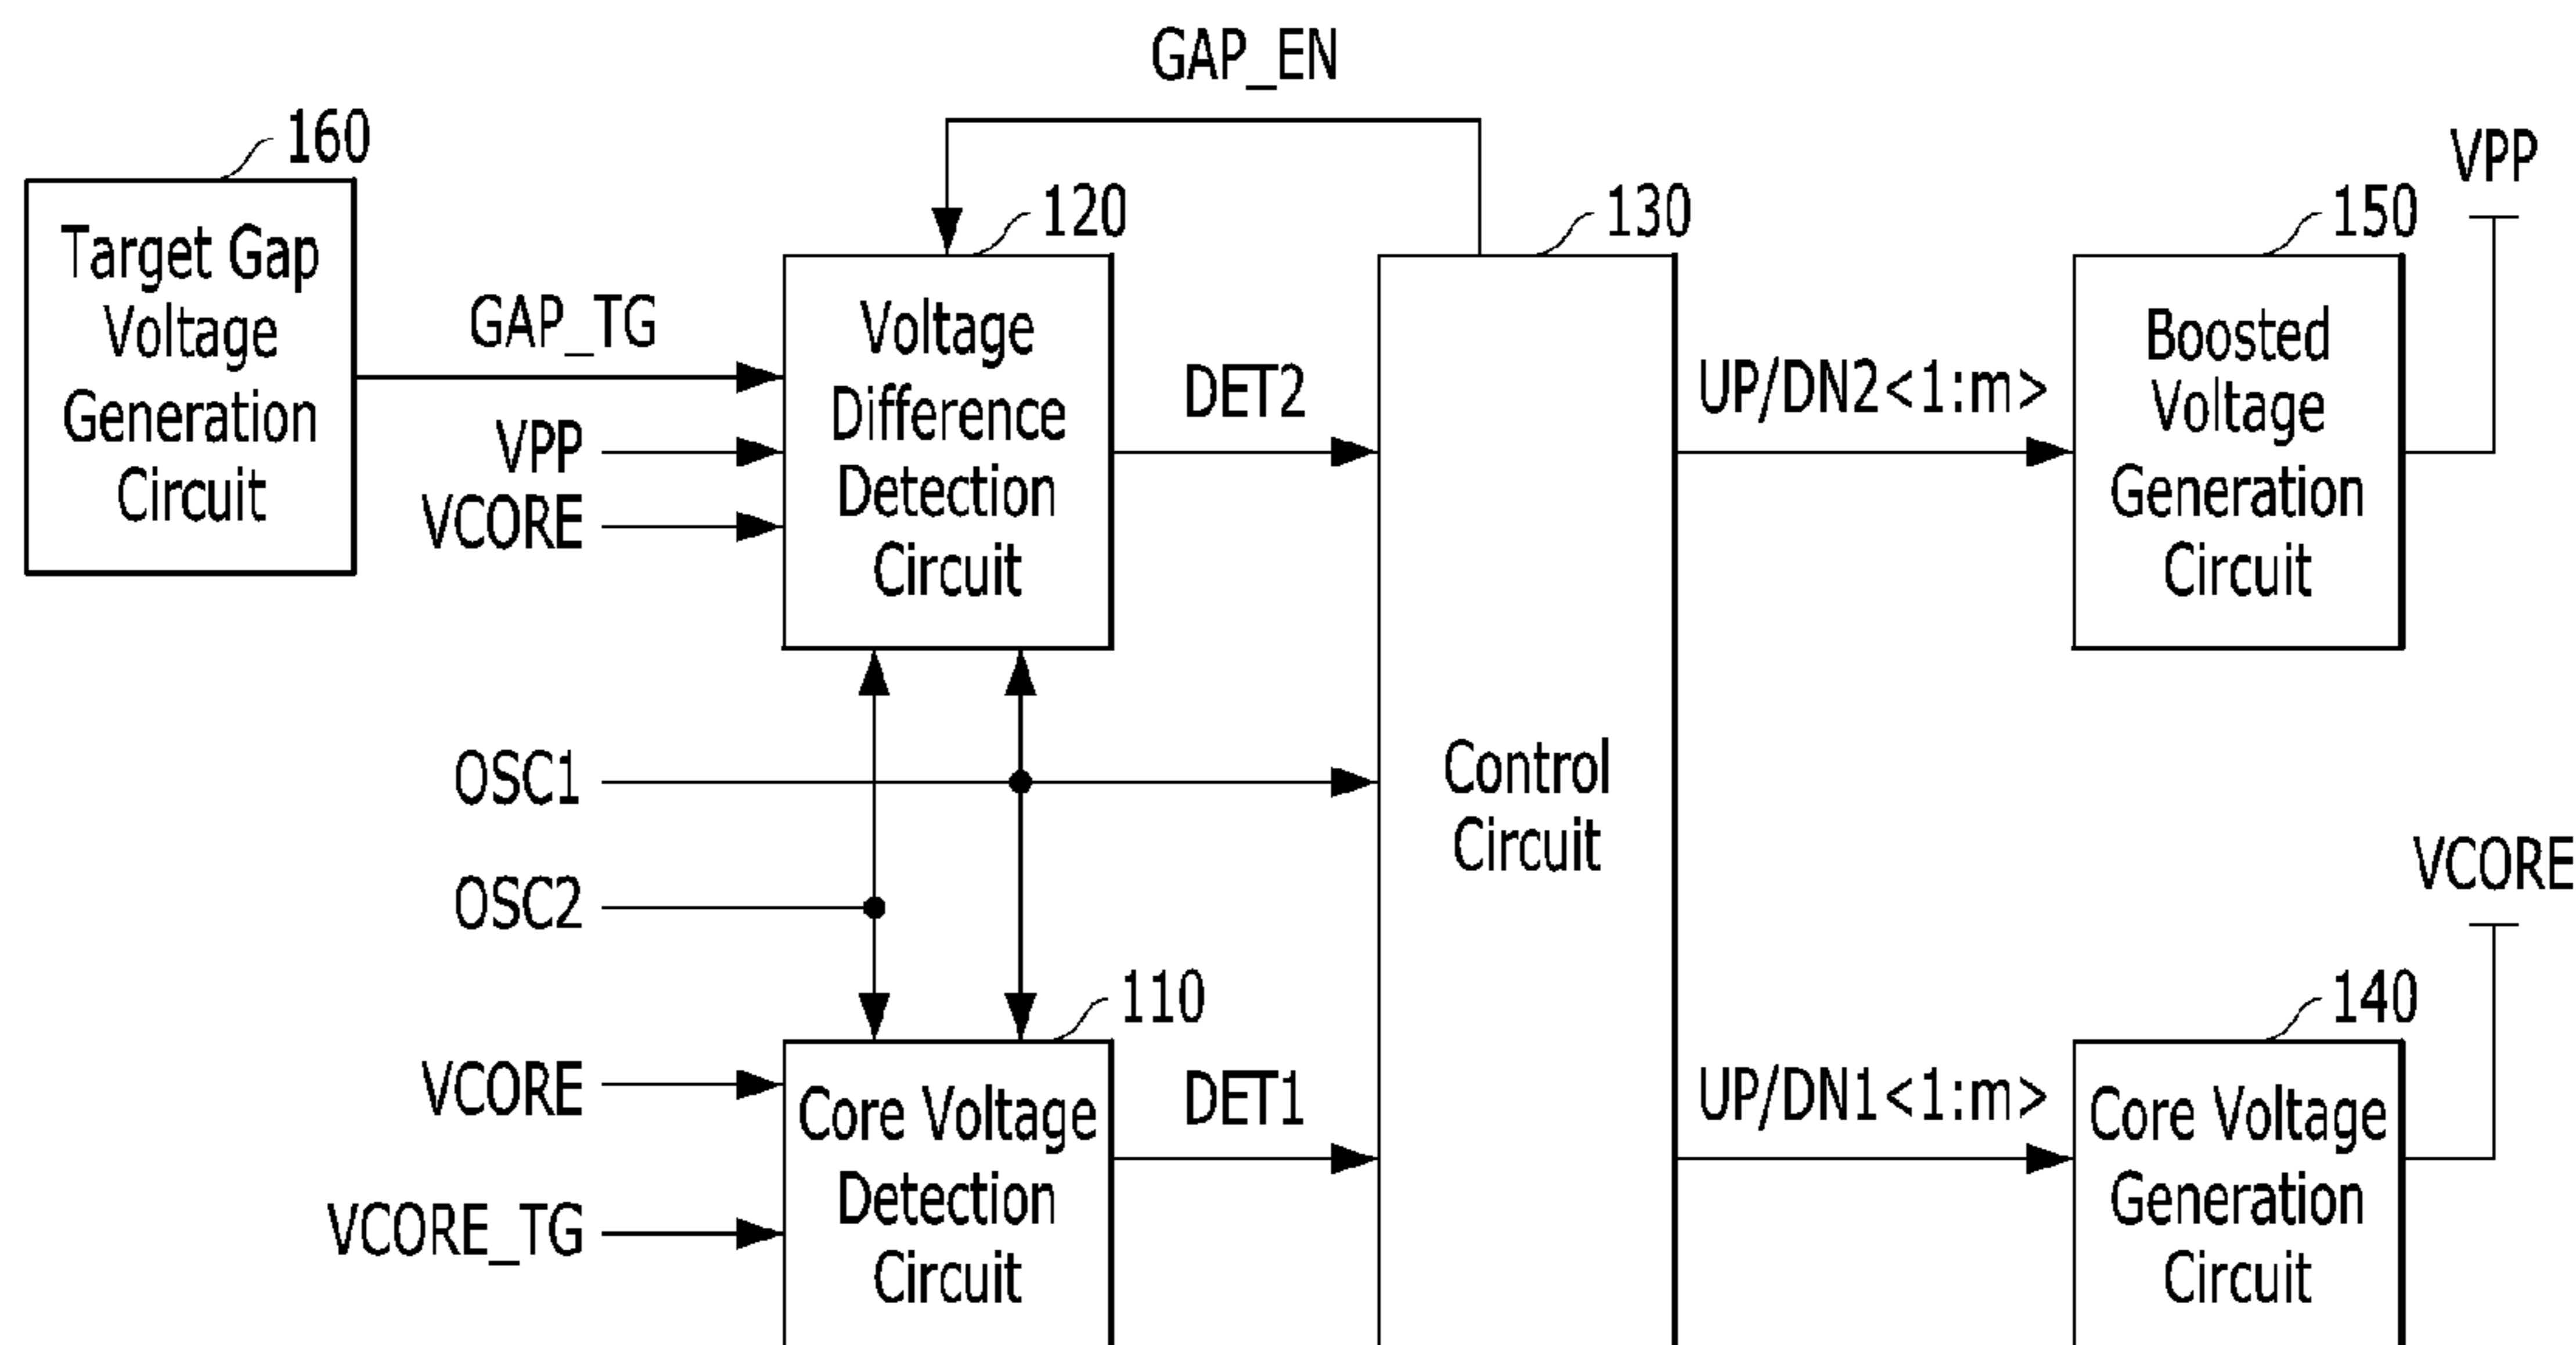 GAP_EN
160
Target Gap
Voltage
Generation
Circuit
GAP_TG
VPP
VCORE
120
Voltage
Difference
Detection
Circuit
DET2
130
Control
Circuit
UP/DN2<1:m>
150
Boosted
Voltage
Generation
Circuit
VPP
OSC1
OSC2
VCORE
VCORE_TG
110
Core Voltage
Detection
Circuit
DET1
UP/DN1<1:m>
140
Core Voltage
Generation
Circuit
VCORE